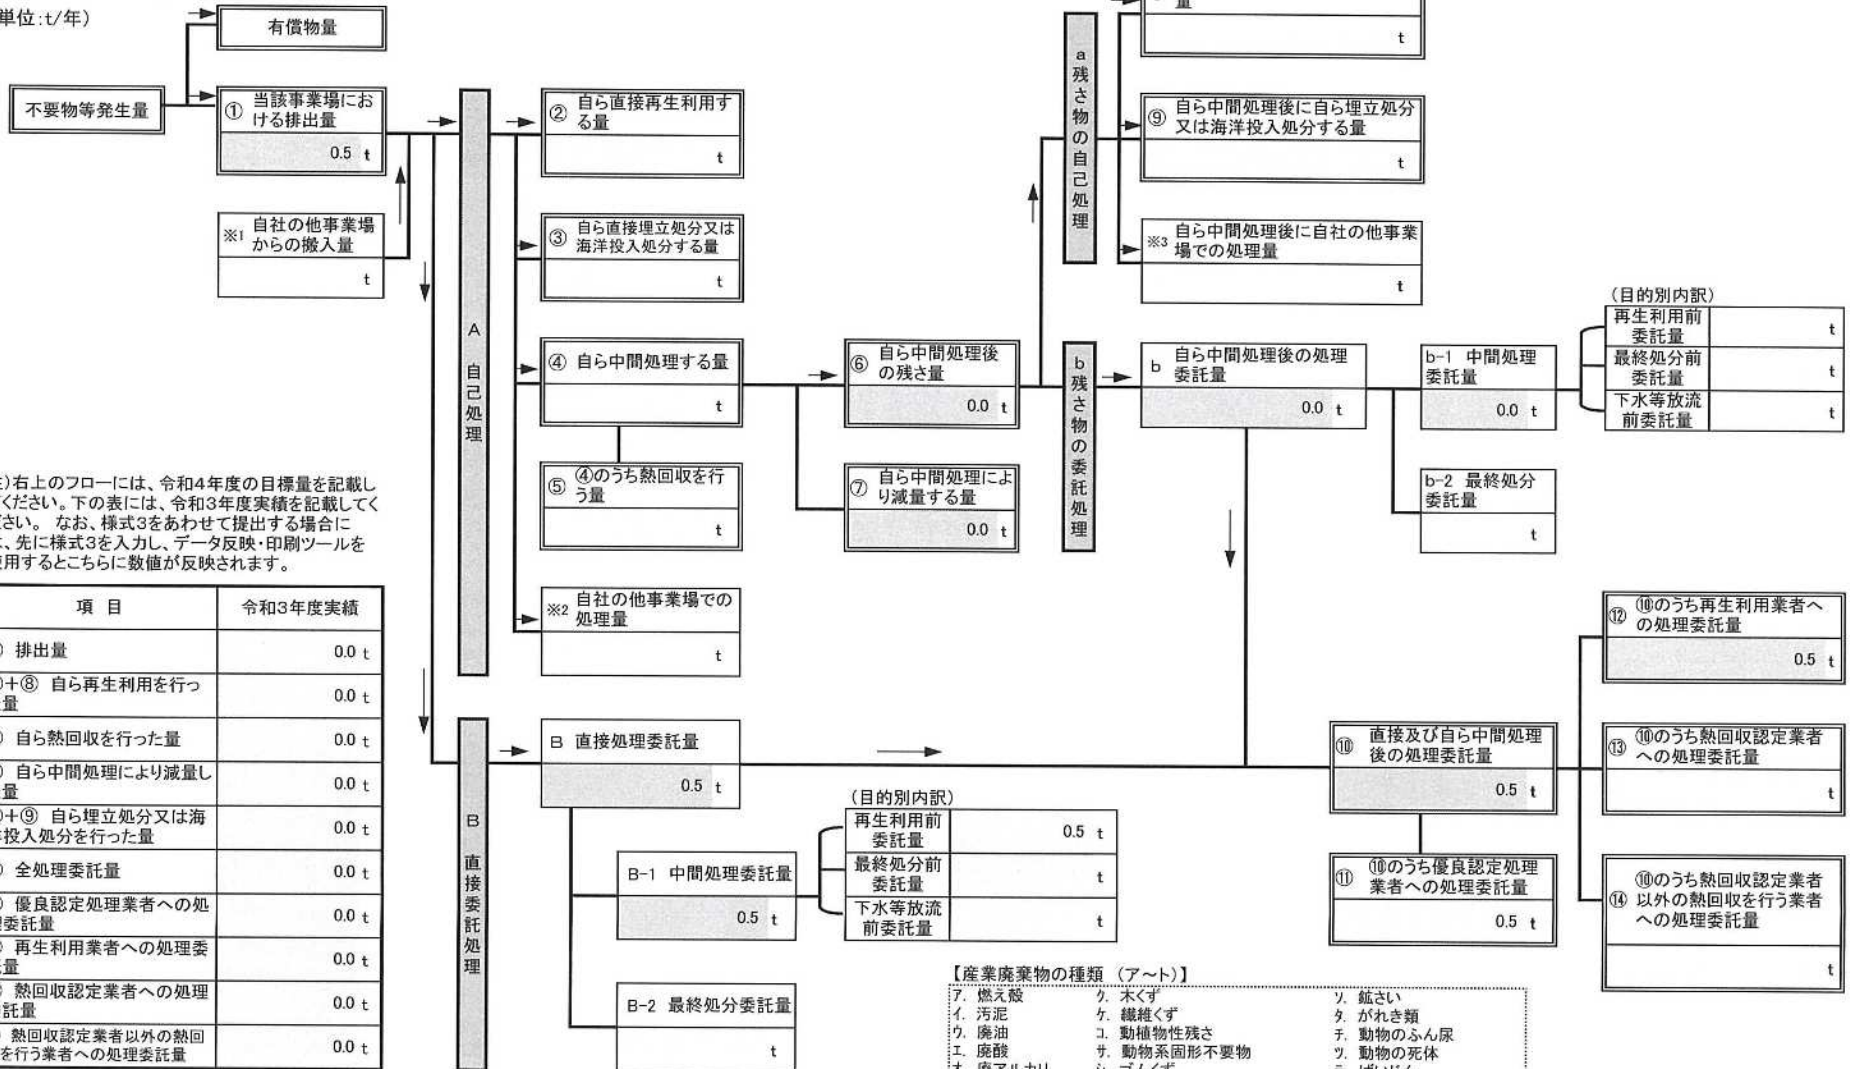 単位:t/年)
有償物量
不要物等発生量
① 当該事業場にお
ける排出量
0.5 t
※1 自社の他事業場
からの搬入量
t
A 自己処理
② 自ら直接再生利用す
る量
t
③ 自ら直接埋立処分又は
海洋投入処分する量
t
④ 自ら中間処理する量
t
⑤ ④のうち熱回収を行
う量
t
※2 自社の他事業場での
処理量
t
⑥ 自ら中間処理後
の残さ量
0.0 t
⑦ 自ら中間処理によ
り減量する量
0.0 t
a 残さ物の自己処理
量
t
⑨ 自ら中間処理後に自ら埋立処分
又は海洋投入処分する量
t
※3 自ら中間処理後に自社の他事業
場での処理量
t
b 残さ物の委託処理
b 自ら中間処理後の処理
委託量
0.0 t
b-1 中間処理
委託量
0.0 t
(目的別内訳)
再生利用前
委託量 t
最終処分前
委託量 t
下水等放流
前委託量 t
b-2 最終処分
委託量
t
)右上のフローには、令和4年度の目標量を記載し
ください。下の表には、令和3年度実績を記載してく
さい。 なお、様式3をあわせて提出する場合に
、先に様式3を入力し、データ反映・印刷ツールを
用するとこちらに数値が反映されます。
項 目 令和3年度実績
) 排出量 0.0 t
)+⑧ 自ら再生利用を行っ
量 0.0 t
) 自ら熱回収を行った量 0.0 t
) 自ら中間処理により減量し
量 0.0 t
)+⑨ 自ら埋立処分又は海
投入処分を行った量 0.0 t
) 全処理委託量 0.0 t
) 優良認定処理業者への処
委託量 0.0 t
) 再生利用業者への処理委
量 0.0 t
) 熱回収認定業者への処理
託量 0.0 t
熱回収認定業者以外の熱回
を行う業者への処理委託量 0.0 t
B 直接委託処理
B 直接処理委託量
0.5 t
B-1 中間処理委託量
0.5 t
(目的別内訳)
再生利用前
委託量 0.5 t
最終処分前
委託量 t
下水等放流
前委託量 t
B-2 最終処分委託量
t
⑩ 直接及び自ら中間処理
後の処理委託量
0.5 t
⑪ ⑩のうち優良認定処理
業者への処理委託量
0.5 t
⑫ ⑩のうち再生利用業者へ
の処理委託量
0.5 t
⑬ ⑩のうち熱回収認定業者
への処理委託量
t
⑭ ⑩のうち熱回収認定業者
以外の熱回収を行う業者
への処理委託量
t
【産業廃棄物の種類 (ア~ト)】
ア. 燃え殻 ク. 木くず ソ. 鉱さい
イ. 汚泥 ケ. 繊維くず タ. がれき類
ウ. 廃油 コ. 動植物性残さ チ. 動物のふん尿
エ. 廃酸 サ. 動物系固形不要物 ツ. 動物の死体